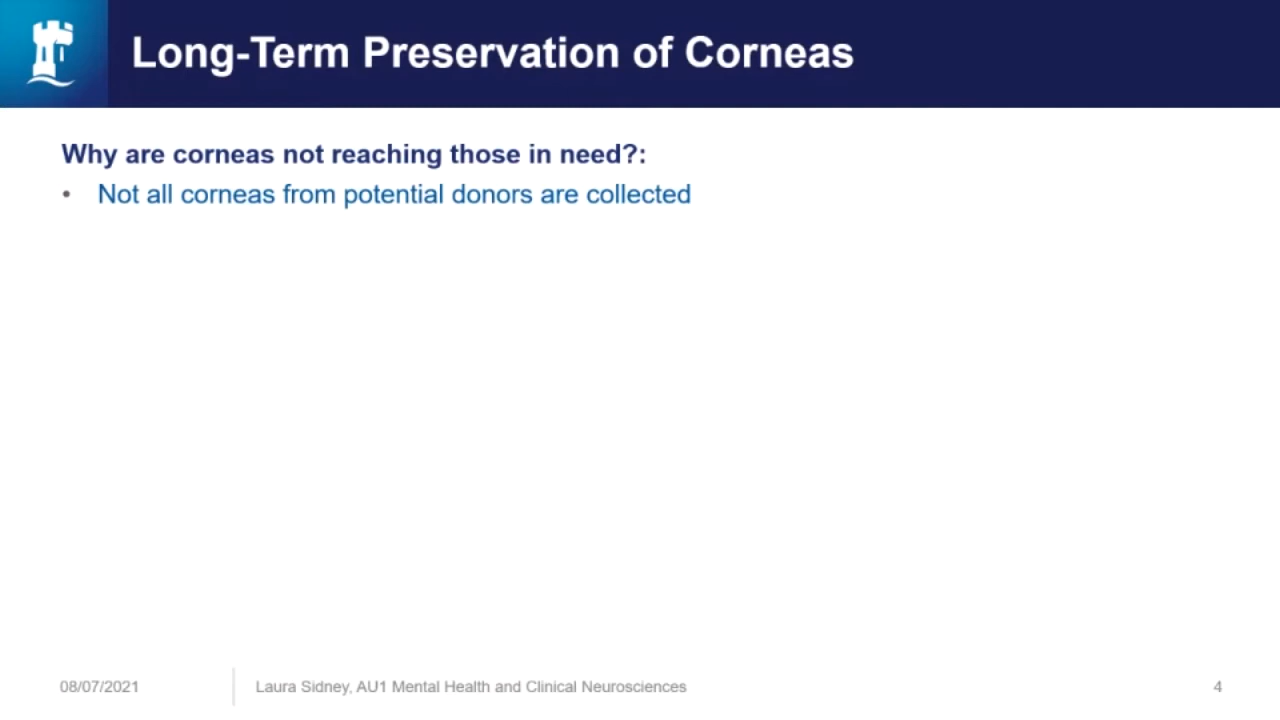 Long-Term Preservation of Corneas
Why are corneas not reaching those in need?:
• Not all corneas from potential donors are collected
08/07/2021
Laura Sidney, AU1 Mental Health and Clinical Neurosciences
4